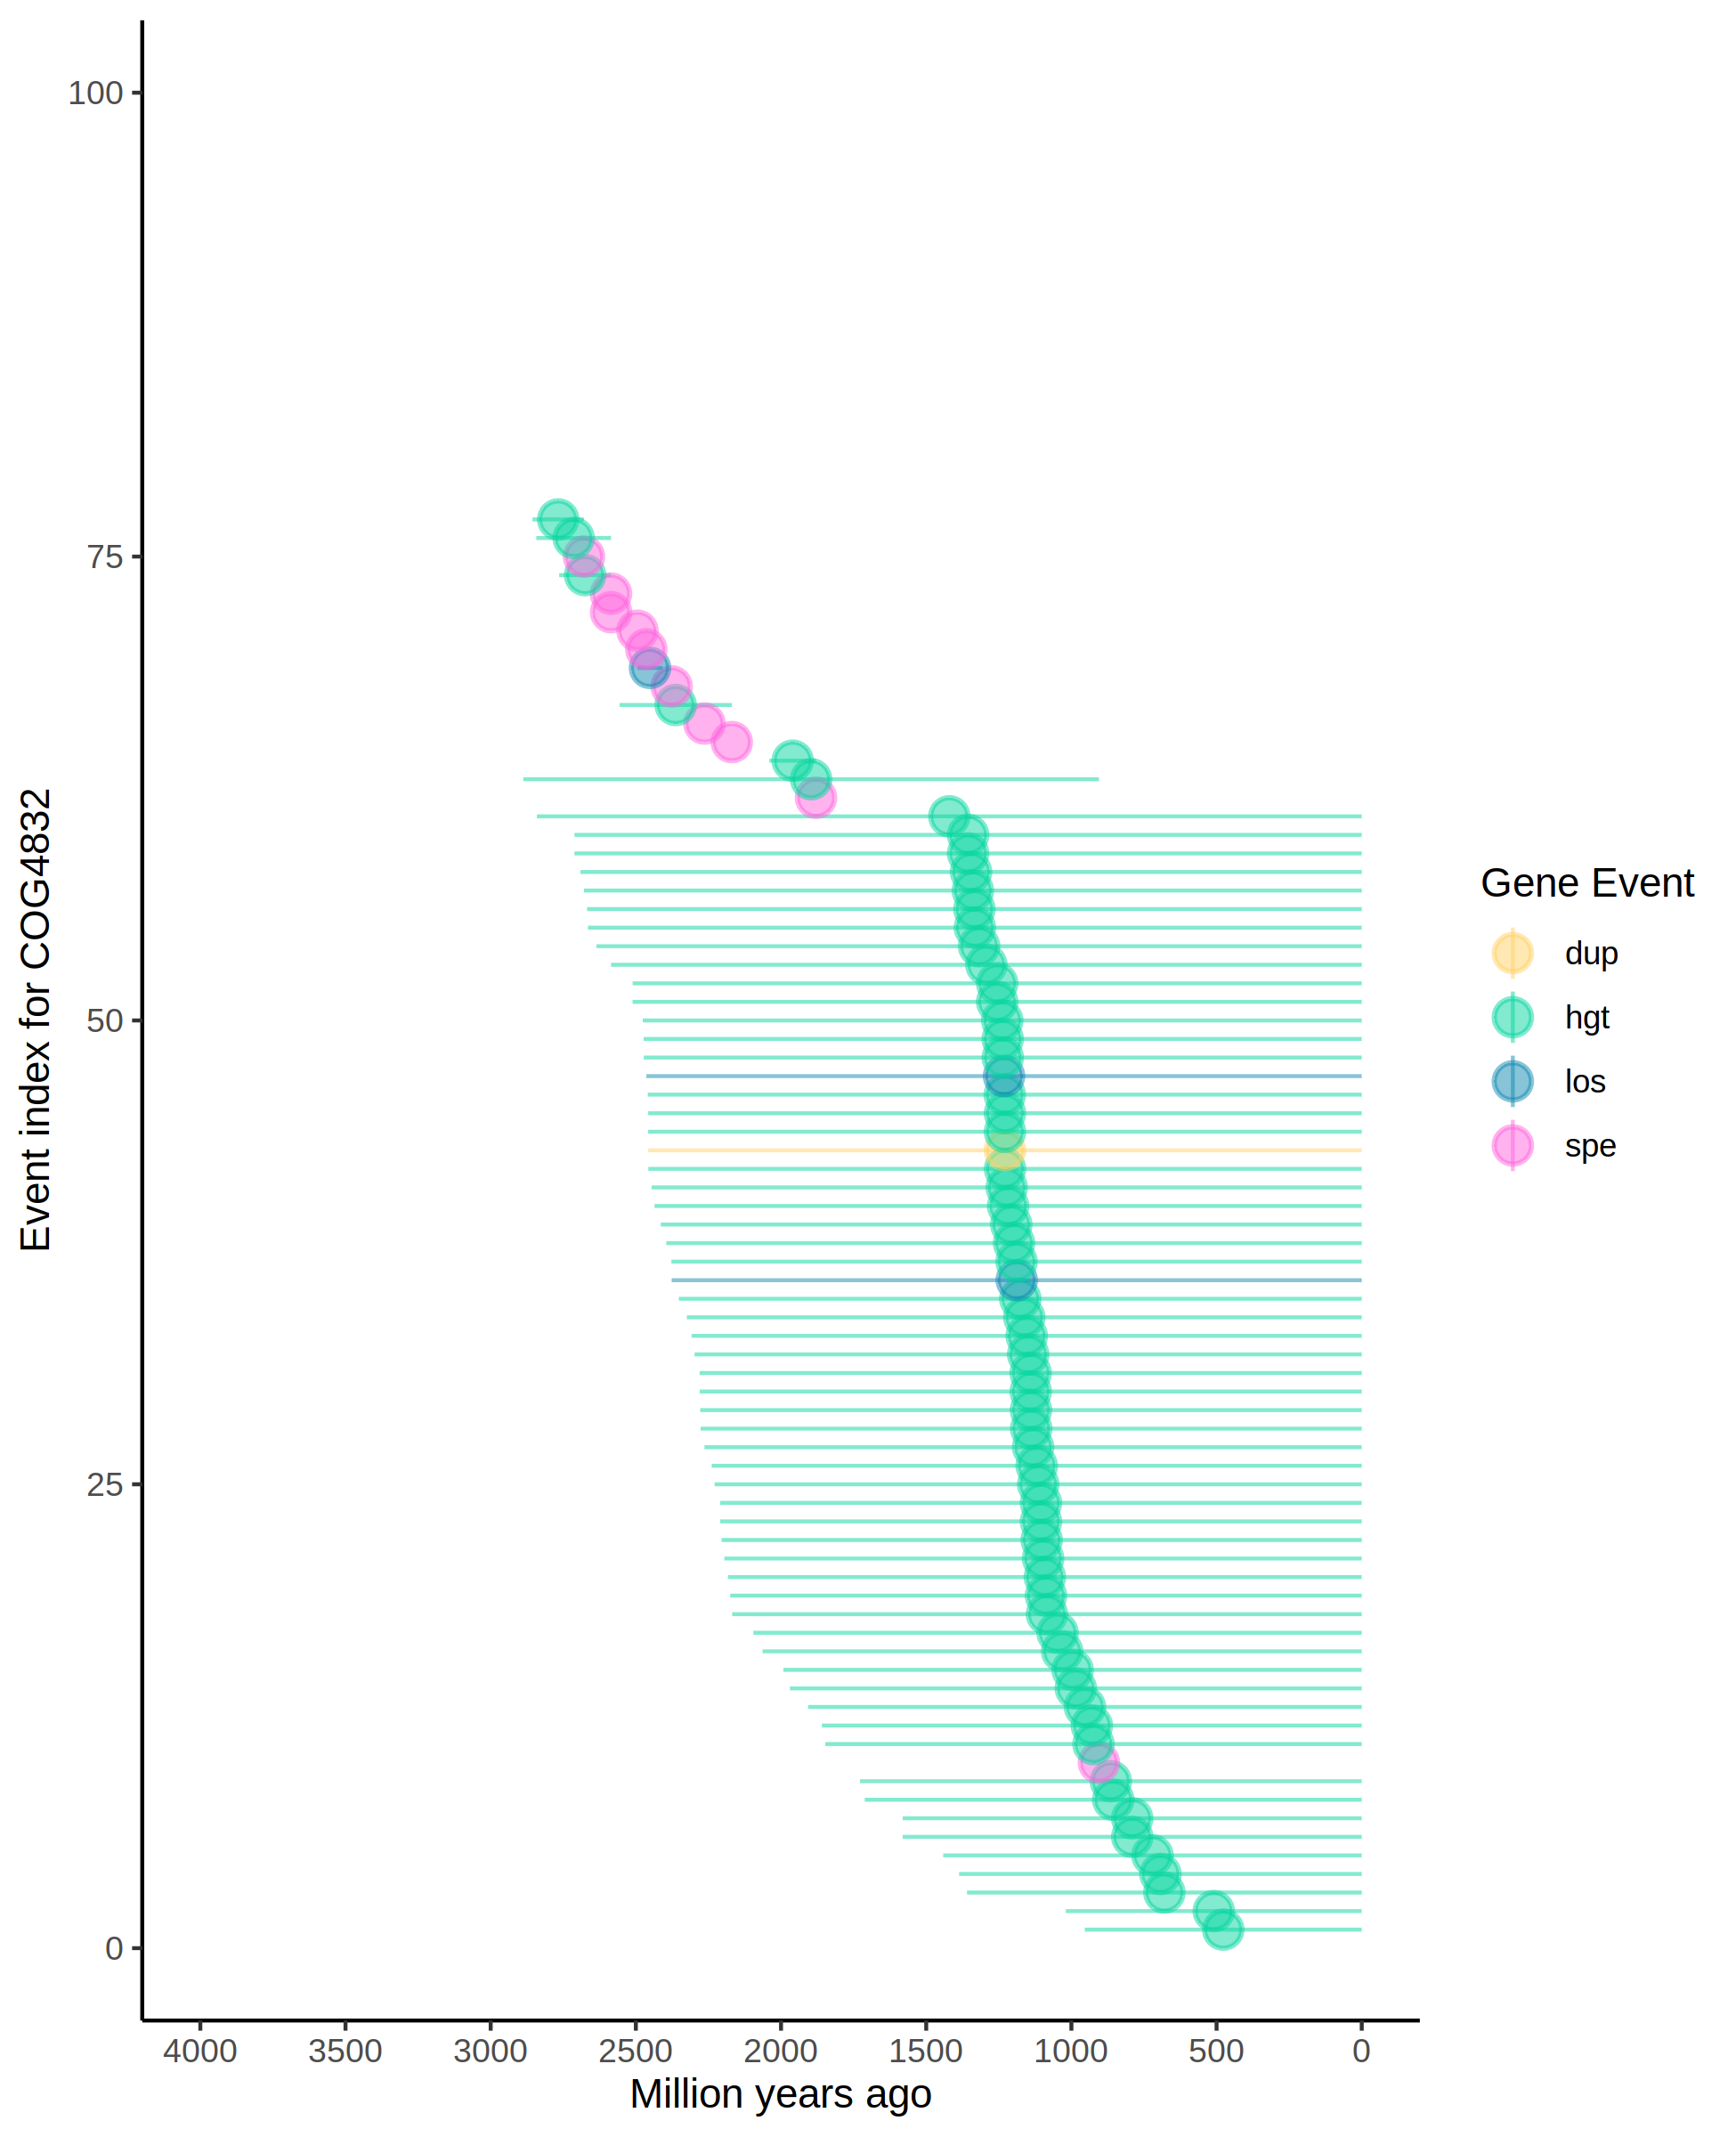 Event index for COG4832
100
75
50
25
0
4000 3500 3000 2500 2000 1500 1000 500 0
Million years ago
Gene Event
dup
hgt
los
spe